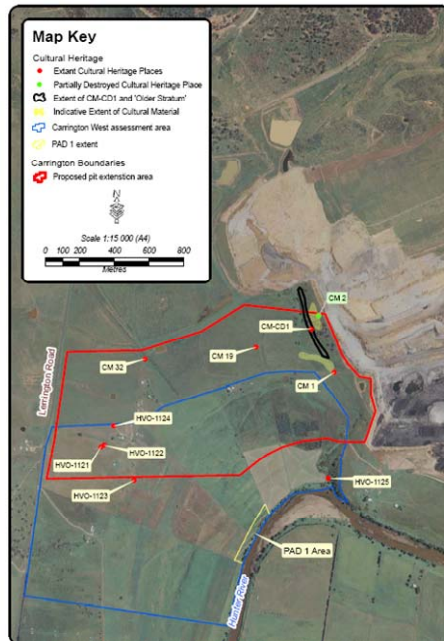 Map Key
Cultural Heritage
Extant Cultural Heritage Places
Partially Destroyed Cultural Heritage Place
Extent of CM-CD1 and 'Older Stratum'
Indicative Extent of Cultural Material
Carrington West assessment area
PAD 1 extent
Carrington Boundaries
Proposed pit extenstion area
N
Scale 1:15 000 (A4)
0 100 200 400 600 800
Metres
CM 2
CM-CD1
CM 19
CM 32
CM 1
Lerrington Road
HVO-1124
HVO-1122
HVO-1121
HVO-1123
HVO-1125
PAD 1 Area
Hunter River